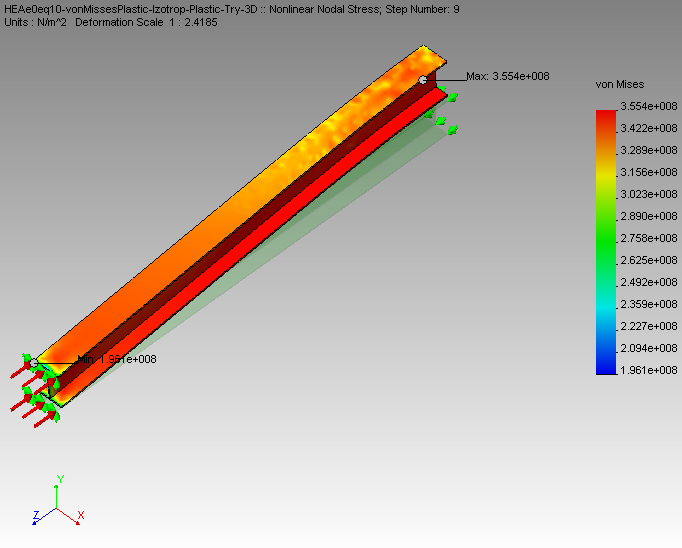 HEAe0eq10-vonMissesPlastic-Izotrop-Plastic-Try-3D :: Nonlinear Nodal Stress; Step Number: 9
Units : N/m^2 Deformation Scale 1 : 2.4185
Max: 3.554e+008
von Mises
3.554e+008
3.422e+008
3.289e+008
3.156e+008
3.023e+008
2.890e+008
2.758e+008
2.625e+008
2.492e+008
2.359e+008
2.227e+008
2.094e+008
1.961e+008
Min: 1.961e+008
Y
Z
X